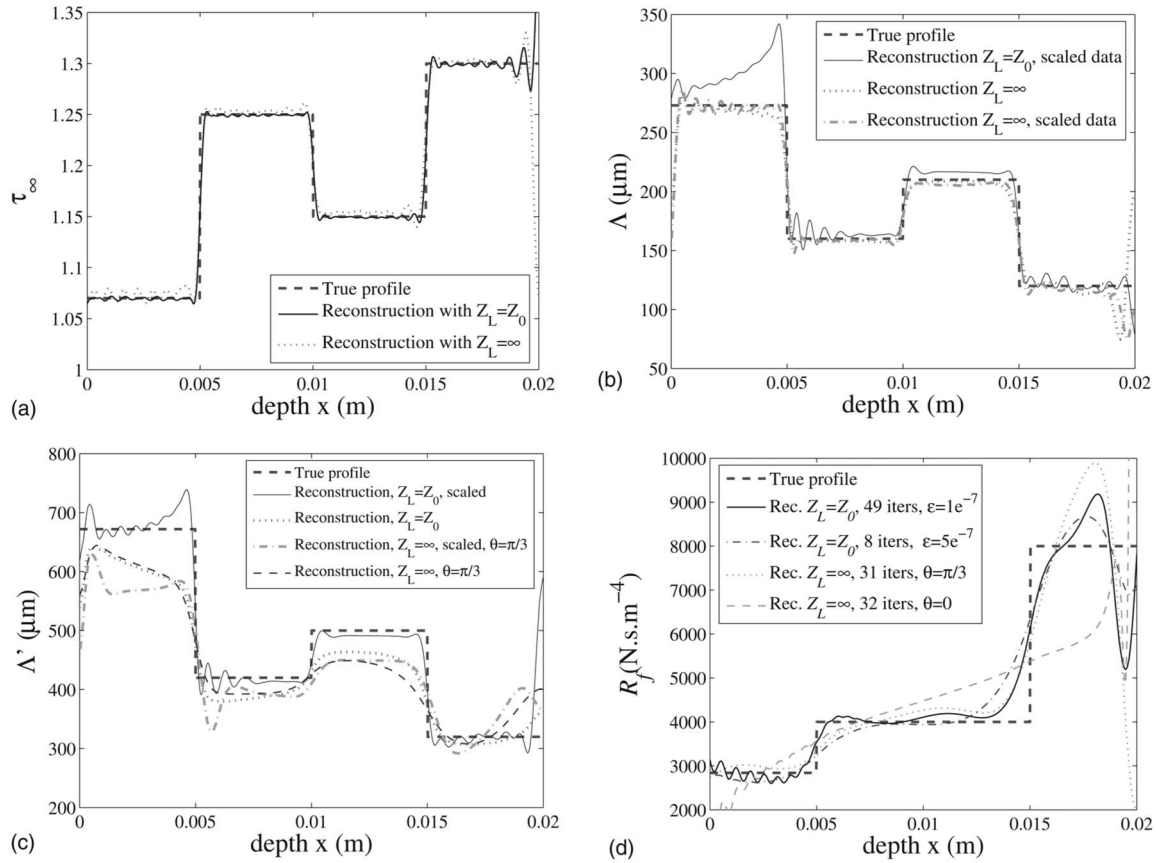 1.35
1.3
1.25
1.2
1.15
1.1
1.05
1
τ∞
True profile
Reconstruction with Z_L=Z_0
Reconstruction with Z_L=∞
0 0.005 0.01 0.015 0.02
depth x (m)
(a)
350
300
250
200
150
100
50
Λ (μm)
True profile
Reconstruction Z_L=Z_0, scaled data
Reconstruction Z_L=∞
Reconstruction Z_L=∞, scaled data
0 0.005 0.01 0.015 0.02
depth x (m)
(b)
800
700
600
500
400
300
200
Λ' (μm)
True profile
Reconstruction, Z_L=Z_0, scaled
Reconstruction, Z_L=Z_0
Reconstruction, Z_L=∞, scaled, θ=π/3
Reconstruction, Z_L=∞, θ=π/3
0 0.005 0.01 0.015 0.02
depth x (m)
(c)
10000
9000
8000
7000
6000
5000
4000
3000
2000
R_f(N.s.m⁻⁴)
True profile
Rec. Z_L=Z_0, 49 iters, ε=1e⁻⁷
Rec. Z_L=Z_0, 8 iters, ε=5e⁻⁷
Rec. Z_L=∞, 31 iters, θ=π/3
Rec. Z_L=∞, 32 iters, θ=0
0 0.005 0.01 0.015 0.02
depth x (m)
(d)